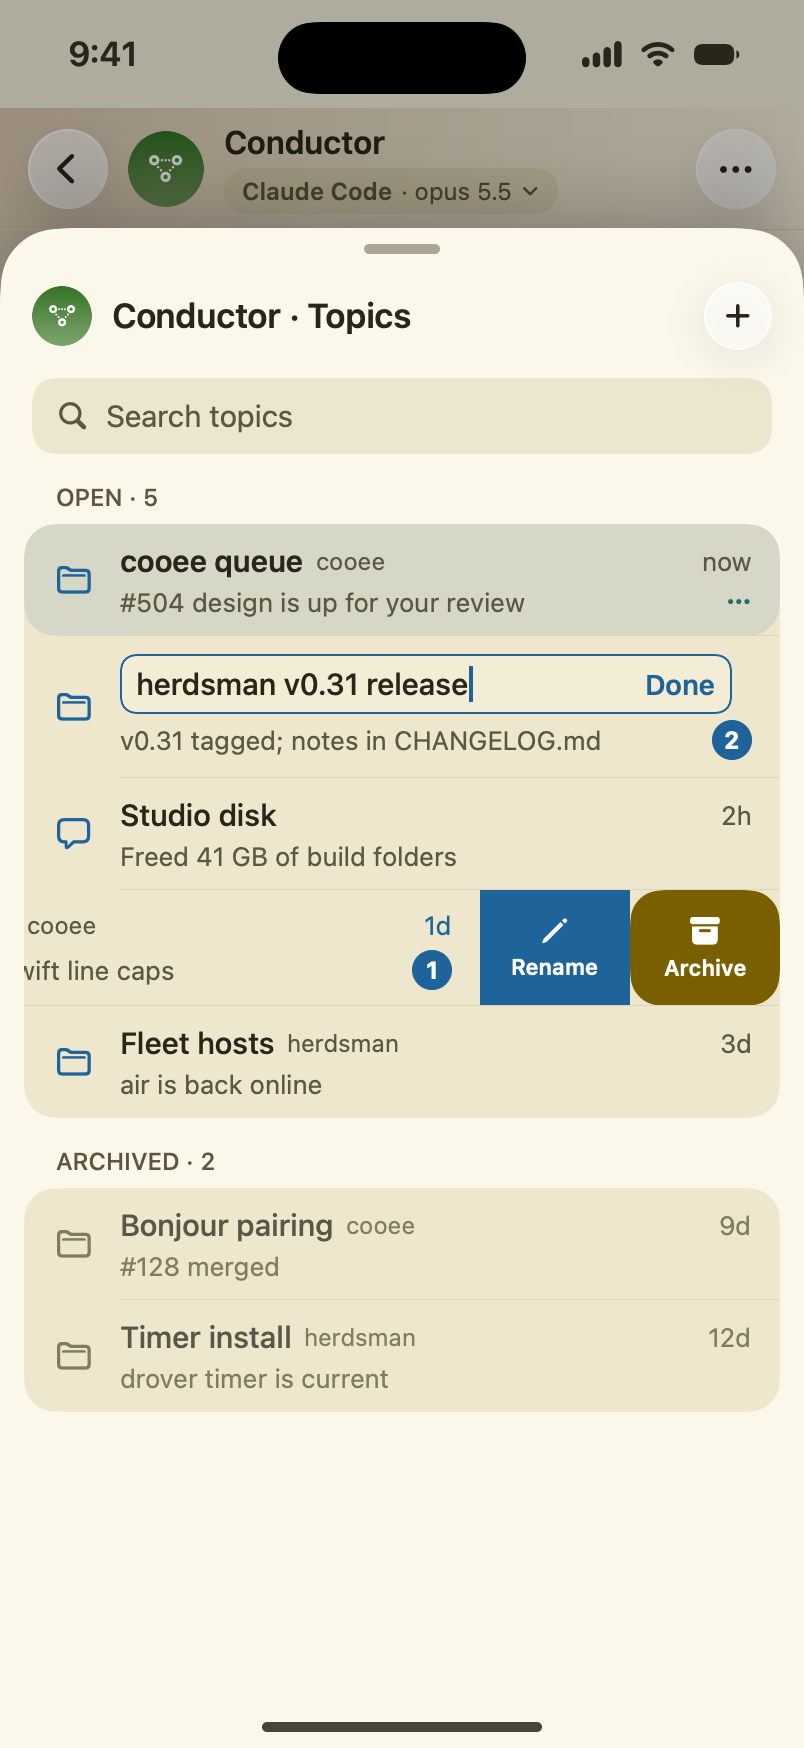 9:41
Conductor
Claude Code · opus 5.5
Conductor · Topics
Search topics
OPEN · 5
cooee queue cooee now
#504 design is up for your review
herdsman v0.31 release Done
v0.31 tagged; notes in CHANGELOG.md 2
Studio disk 2h
Freed 41 GB of build folders
cooee 1d
line caps 1
Rename Archive
Fleet hosts herdsman 3d
air is back online
ARCHIVED · 2
Bonjour pairing cooee 9d
#128 merged
Timer install herdsman 12d
drover timer is current